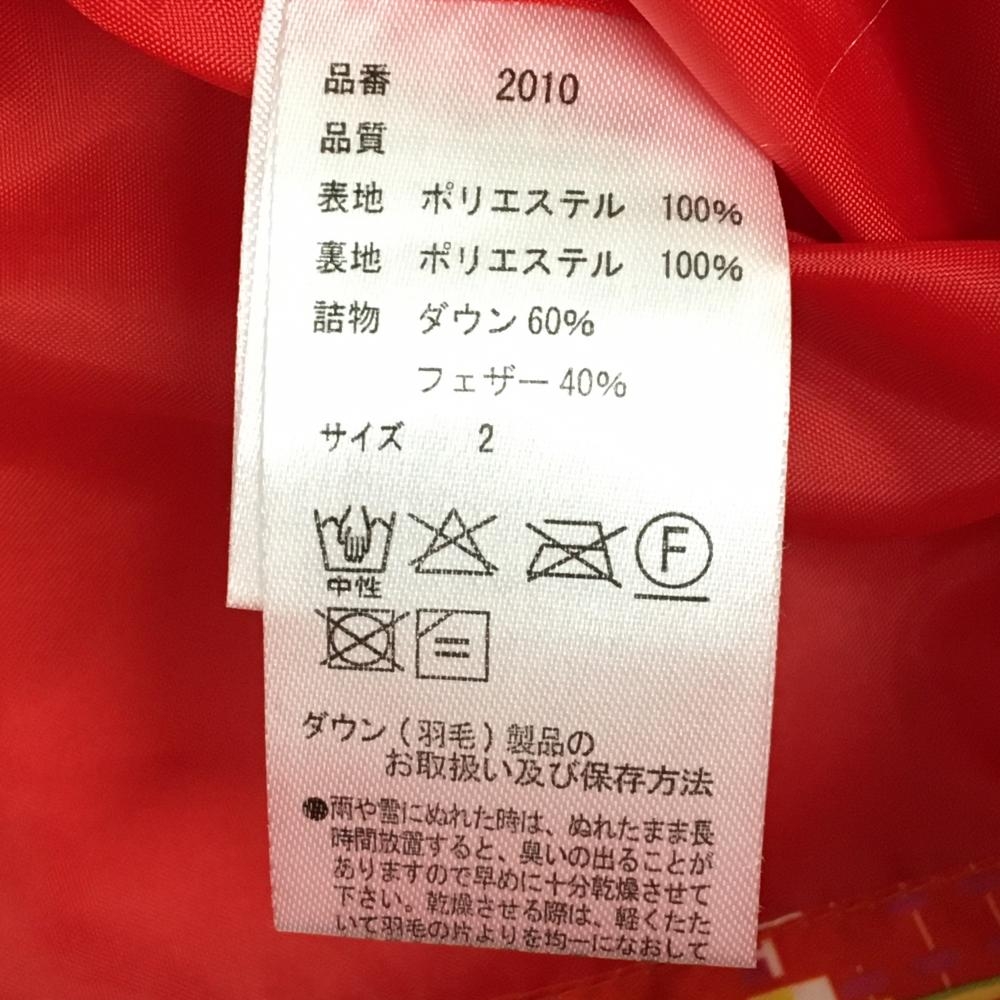 品番 2010
品質
表地 ポリエステル 100%
裏地 ポリエステル 100%
詰物 ダウン 60%
フェザー 40%
サイズ 2
F
中性
ダウン(羽毛)製品の
お取扱い及び保存方法
●雨や雪にぬれた時は、ぬれたまま長
時間放置すると、臭いの出ることが
ありますので早めに十分乾燥させて
下さい。乾燥させる際は、軽くたた
いて羽毛の片よりを均一になおして